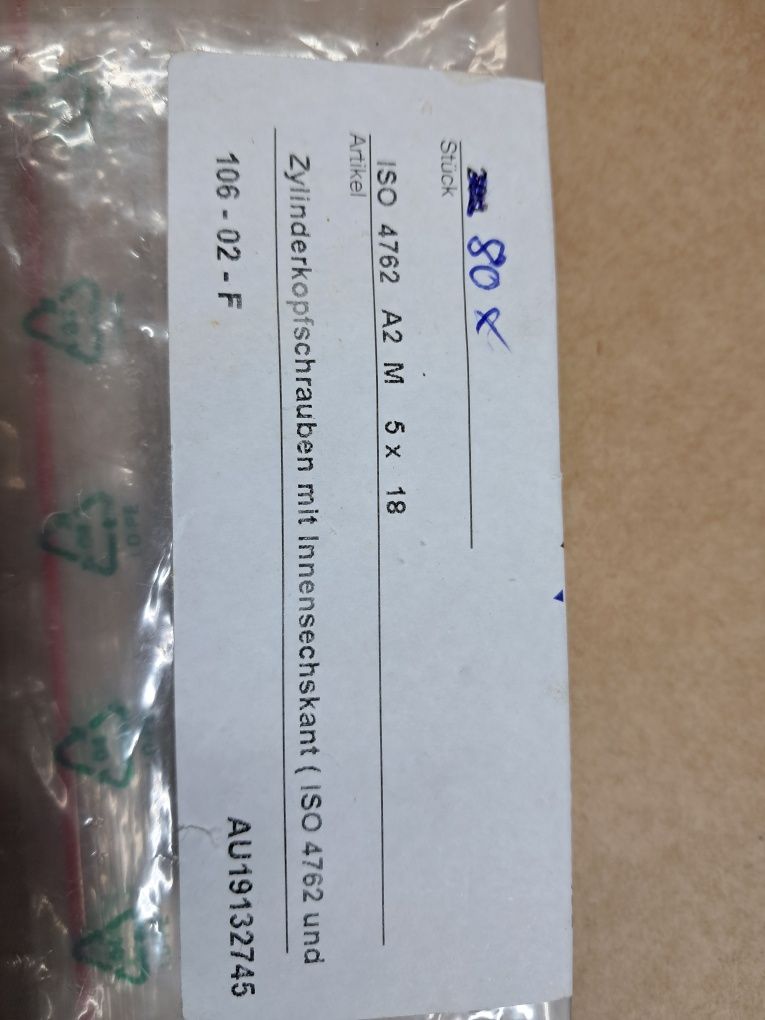 80 x
Stück
ISO 4762 A2 M 5 x 18
Artikel
Zylinderkopfschrauben mit Innensechskant ( ISO 4762 und
106 - 02 - F AU19132745